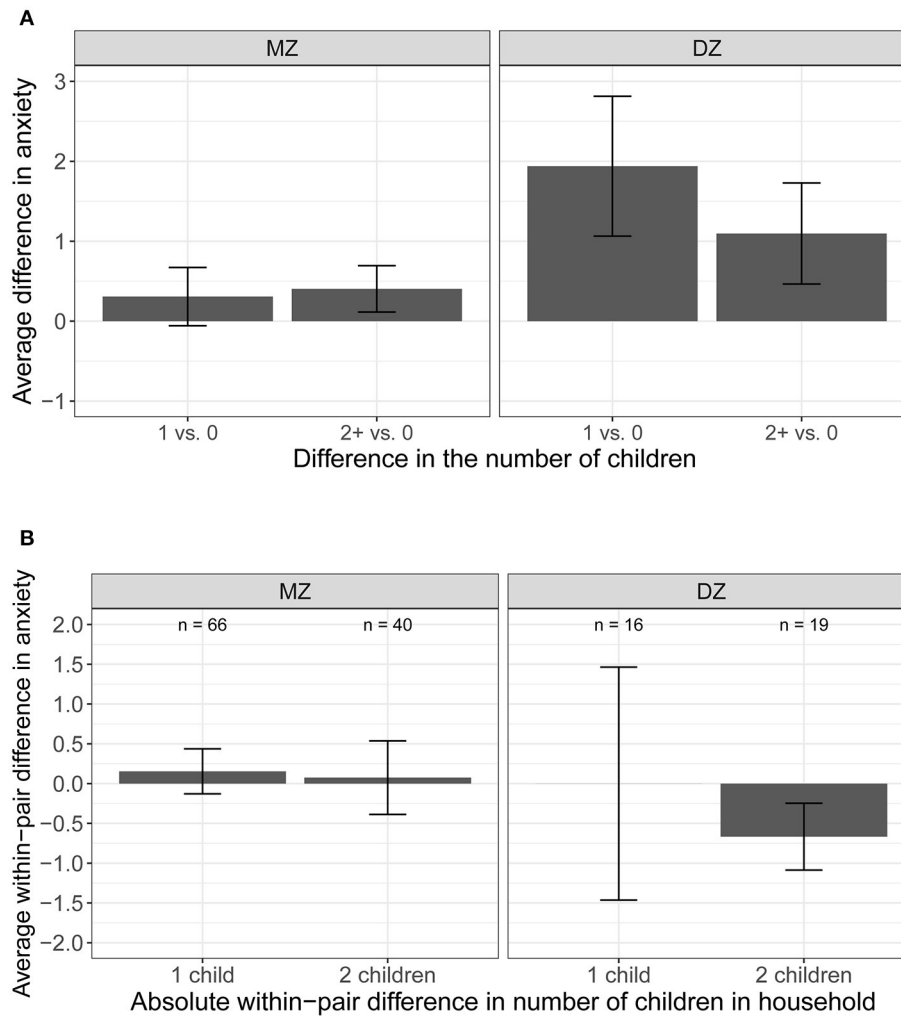 A
MZ
DZ
Average difference in anxiety
3
2
1
0
−1
1 vs. 0
2+ vs. 0
1 vs. 0
2+ vs. 0
Difference in the number of children
B
MZ
DZ
Average within−pair difference in anxiety
n = 66
n = 40
n = 16
n = 19
2.0
1.5
1.0
0.5
0.0
−0.5
−1.0
−1.5
−2.0
1 child
2 children
1 child
2 children
Absolute within−pair difference in number of children in household